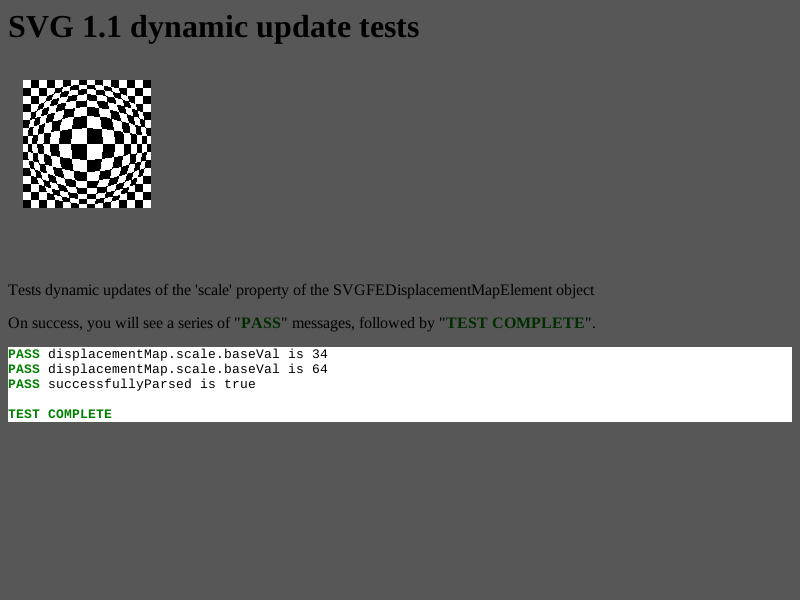 SVG 1.1 dynamic update tests
Tests dynamic updates of the 'scale' property of the SVGFEDisplacementMapElement object
On success, you will see a series of "PASS" messages, followed by "TEST COMPLETE".
PASS displacementMap.scale.baseVal is 34
PASS displacementMap.scale.baseVal is 64
PASS successfullyParsed is true
TEST COMPLETE